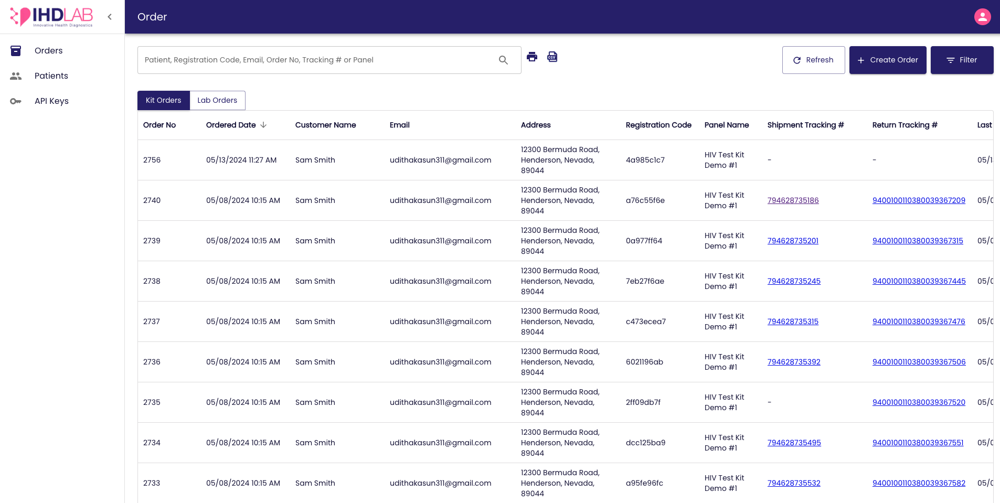 IHDLAB
Innovative Health Diagnostics
Order
Orders
Patients
API Keys
Patient, Registration Code, Email, Order No, Tracking # or Panel
CSV
Refresh
Create Order
Filter
Kit Orders Lab Orders
Order No Ordered Date Customer Name Email Address Registration Code Panel Name Shipment Tracking # Return Tracking # Last
2756 05/13/2024 11:27 AM Sam Smith udithakasun311@gmail.com 12300 Bermuda Road,
Henderson, Nevada,
89044 4a985c1c7 HIV Test Kit
Demo #1 - - 05/1
2740 05/08/2024 10:15 AM Sam Smith udithakasun311@gmail.com 12300 Bermuda Road,
Henderson, Nevada,
89044 a76c55f6e HIV Test Kit
Demo #1 794628735186 9400100110380039367209 05/0
2739 05/08/2024 10:15 AM Sam Smith udithakasun311@gmail.com 12300 Bermuda Road,
Henderson, Nevada,
89044 0a977ff64 HIV Test Kit
Demo #1 794628735201 9400100110380039367315 05/0
2738 05/08/2024 10:15 AM Sam Smith udithakasun311@gmail.com 12300 Bermuda Road,
Henderson, Nevada,
89044 7eb27f6ae HIV Test Kit
Demo #1 794628735245 9400100110380039367445 05/0
2737 05/08/2024 10:15 AM Sam Smith udithakasun311@gmail.com 12300 Bermuda Road,
Henderson, Nevada,
89044 c473ecea7 HIV Test Kit
Demo #1 794628735315 9400100110380039367476 05/0
2736 05/08/2024 10:15 AM Sam Smith udithakasun311@gmail.com 12300 Bermuda Road,
Henderson, Nevada,
89044 6021196ab HIV Test Kit
Demo #1 794628735392 9400100110380039367506 05/0
2735 05/08/2024 10:15 AM Sam Smith udithakasun311@gmail.com 12300 Bermuda Road,
Henderson, Nevada,
89044 2ff09db7f HIV Test Kit
Demo #1 - 9400100110380039367520 05/0
2734 05/08/2024 10:15 AM Sam Smith udithakasun311@gmail.com 12300 Bermuda Road,
Henderson, Nevada,
89044 dcc125ba9 HIV Test Kit
Demo #1 794628735495 9400100110380039367551 05/0
2733 05/08/2024 10:15 AM Sam Smith udithakasun311@gmail.com 12300 Bermuda Road,
Henderson, Nevada,
89044 a95fe96fc HIV Test Kit
Demo #1 794628735532 9400100110380039367582 05/0